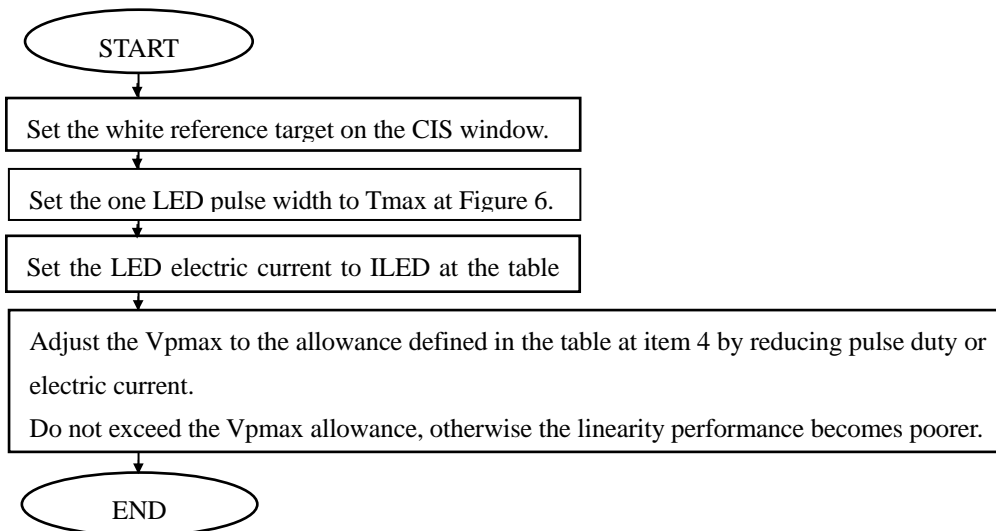 START
Set the white reference target on the CIS window.
Set the one LED pulse width to Tmax at Figure 6.
Set the LED electric current to ILED at the table
Adjust the Vpmax to the allowance defined in the table at item 4 by reducing pulse duty or
electric current.
Do not exceed the Vpmax allowance, otherwise the linearity performance becomes poorer.
END